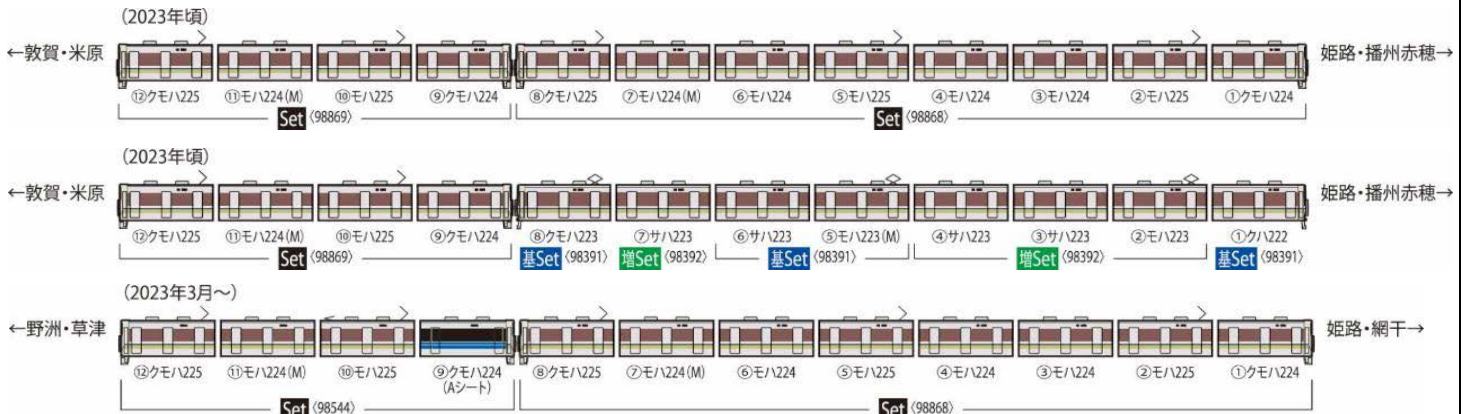 (2023年頃)
←敦賀・米原
姫路・播州赤穂→
⑫クモハ225 ⑪モハ224(M) ⑩モハ225 ⑨クモハ224 ⑧クモハ225 ⑦モハ224(M) ⑥モハ224 ⑤モハ225 ④モハ224 ③モハ224 ②モハ225 ①クモハ224
Set〈98869〉 Set〈98868〉
(2023年頃)
←敦賀・米原
姫路・播州赤穂→
⑫クモハ225 ⑪モハ224(M) ⑩モハ225 ⑨クモハ224 ⑧クモハ223 ⑦サハ223 ⑥サハ223 ⑤モハ223(M) ④サハ223 ③サハ223 ②モハ223 ①クハ222
Set〈98869〉 基Set〈98391〉 増Set〈98392〉 基Set〈98391〉 増Set〈98392〉 基Set〈98391〉
(2023年3月～)
←野洲・草津
姫路・網干→
⑫クモハ225 ⑪モハ224(M) ⑩モハ225 ⑨クモハ224 ⑧クモハ225 ⑦モハ224(M) ⑥モハ224 ⑤モハ225 ④モハ224 ③モハ224 ②モハ225 ①クモハ224
(Aシート)
Set〈98544〉 Set〈98868〉